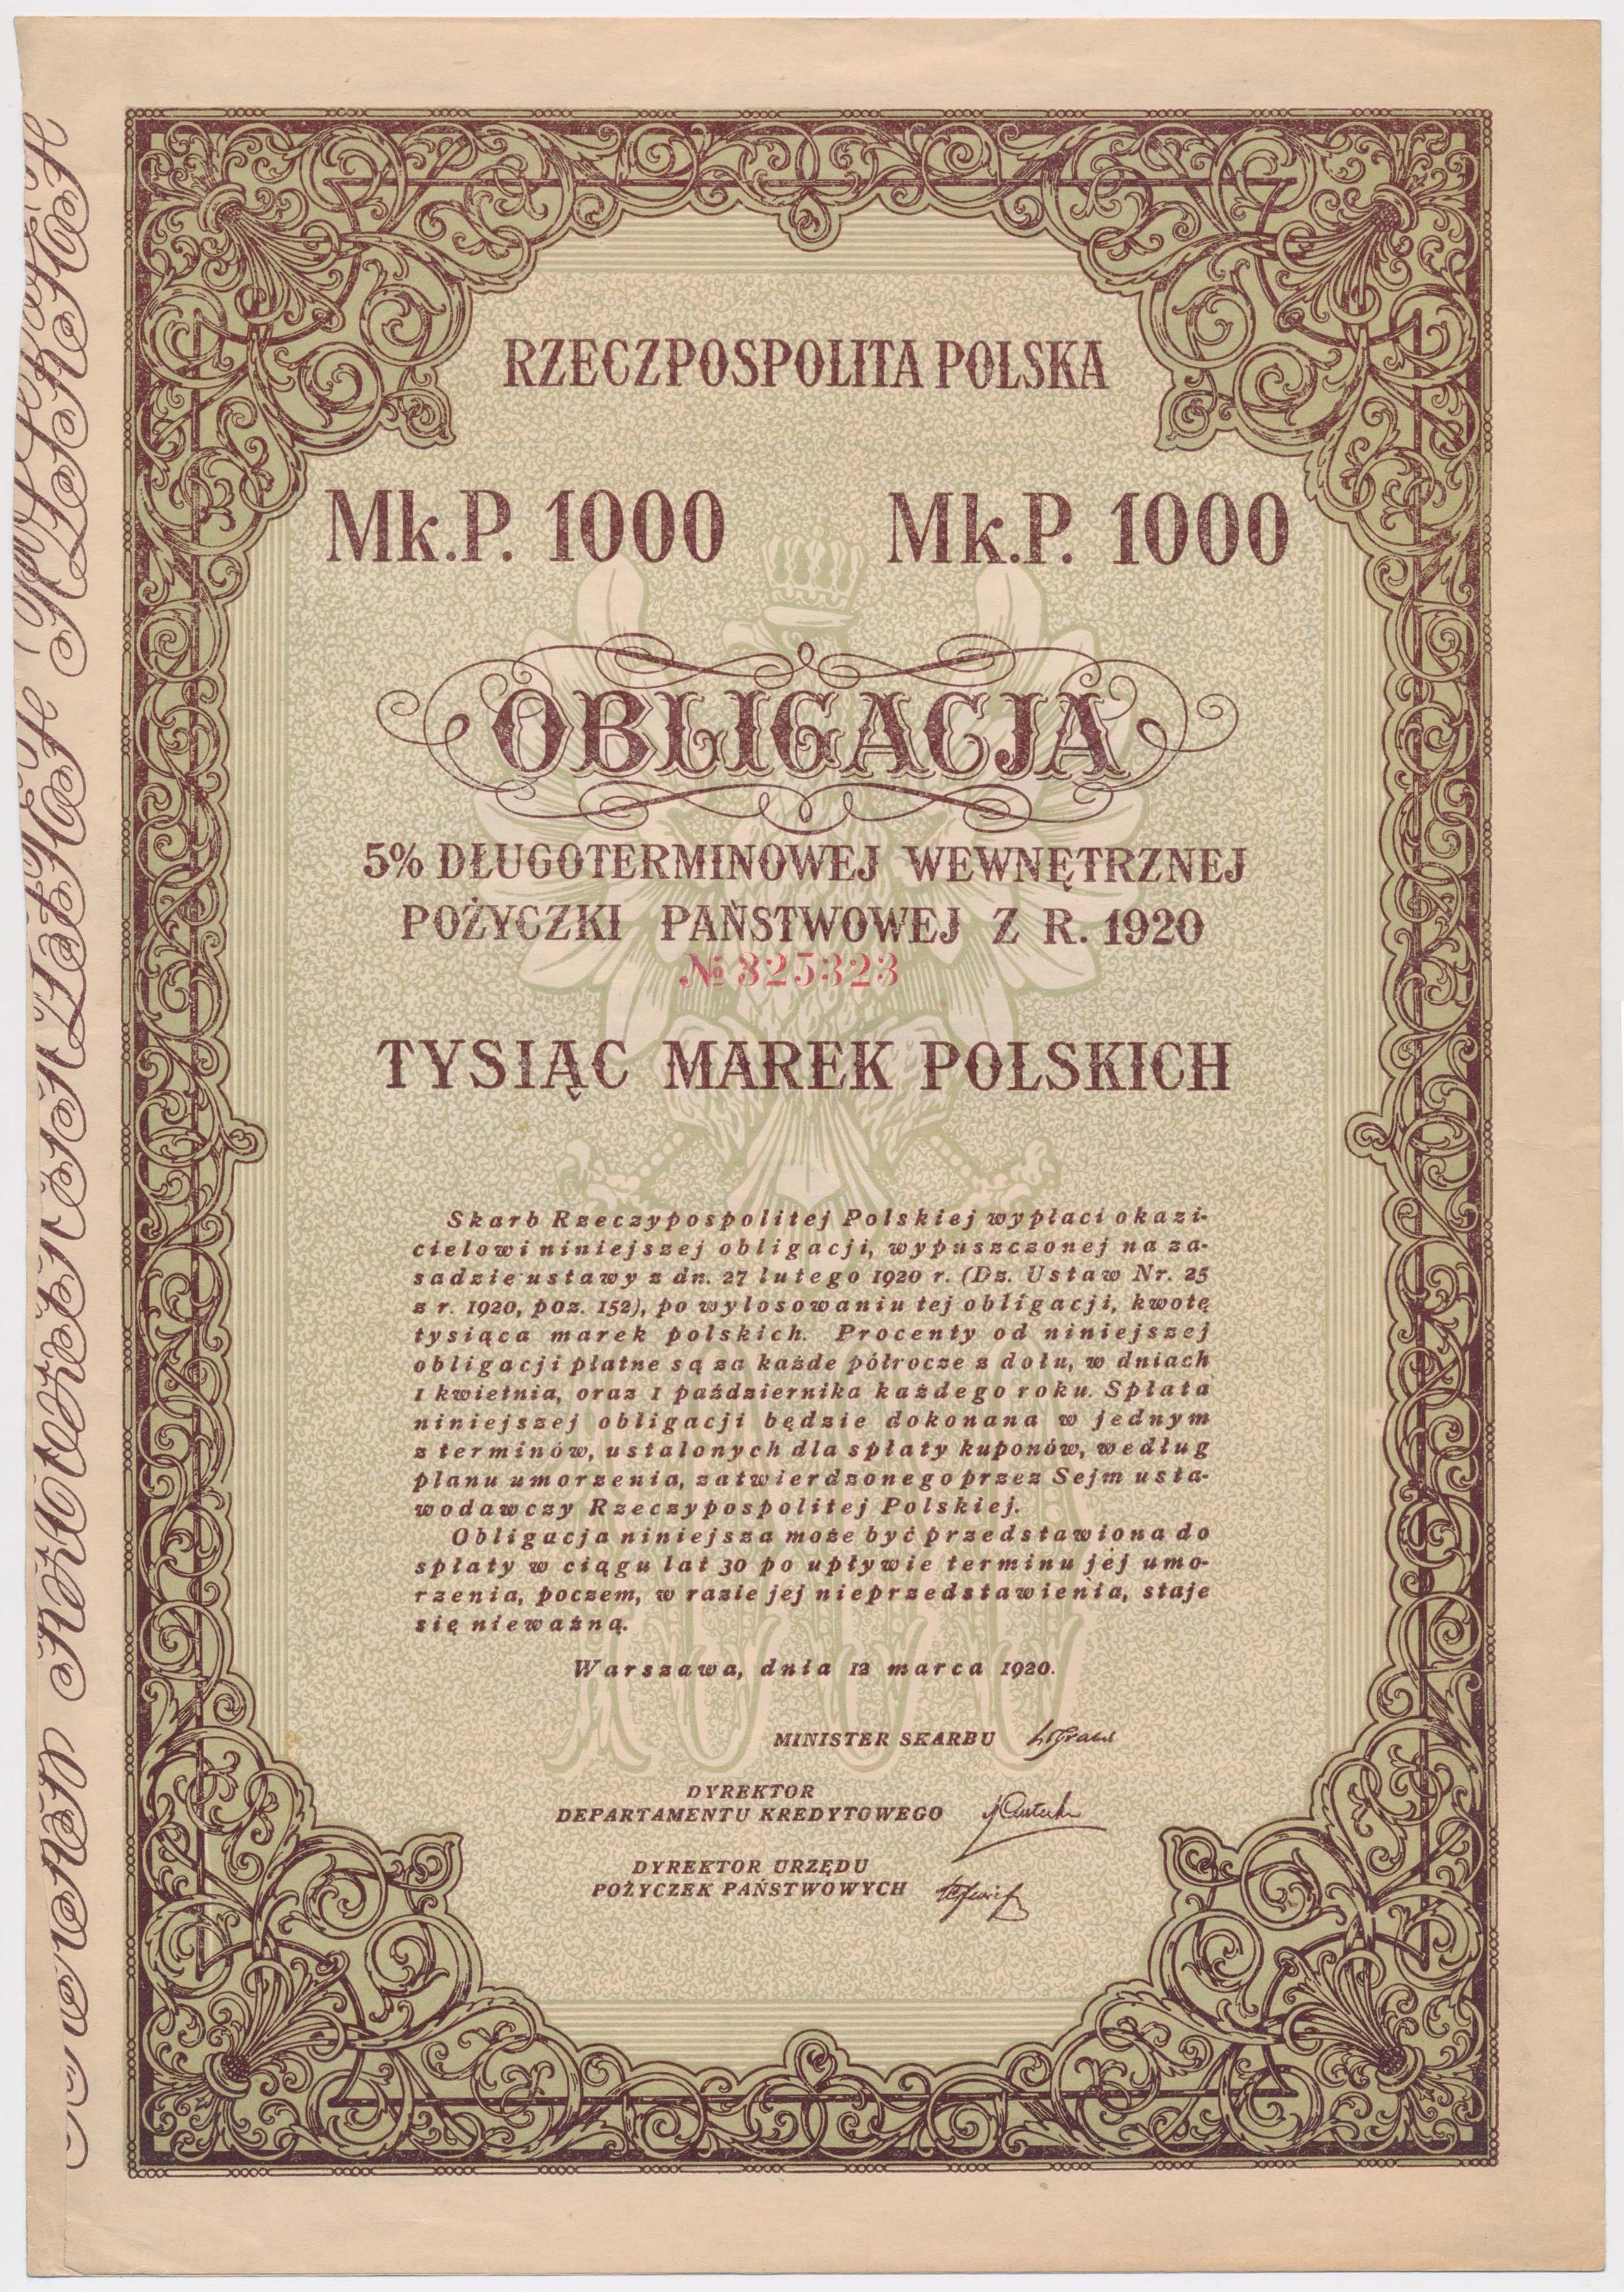 RZECZPOSPOLITA POLSKA
Mk.P. 1000 Mk.P. 1000
OBLIGACJA
5% DŁUGOTERMINOWEJ WEWNĘTRZNEJ
POŻYCZKI PAŃSTWOWEJ Z R. 1920
№ 825323
TYSIĄC MAREK POLSKICH
Skarb Rzeczypospolitej Polskiej wypłaci okazi-
cielowi niniejszej obligacji, wypuszczonej na za-
sadzie ustawy z dn. 27 lutego 1920 r. (Dz. Ustaw Nr. 25
z r. 1920, poz. 152), po wylosowaniu tej obligacji, kwotę
tysiąca marek polskich. Procenty od niniejszej
obligacji płatne są za każde półrocze z dołu, w dniach
1 kwietnia, oraz 1 października każdego roku. Spłata
niniejszej obligacji będzie dokonana w jednym
z terminów, ustalonych dla spłaty kuponów, według
planu umorzenia, zatwierdzonego przez Sejm usta-
wodawczy Rzeczypospolitej Polskiej.
Obligacja niniejsza może być przedstawiona do
spłaty w ciągu lat 30 po upływie terminu jej umo-
rzenia, poczem, w razie jej nieprzedstawienia, staje
się nieważną.
Warszawa, dnia 12 marca 1920.
MINISTER SKARBU
DYREKTOR
DEPARTAMENTU KREDYTOWEGO
DYREKTOR URZĘDU
POŻYCZEK PAŃSTWOWYCH